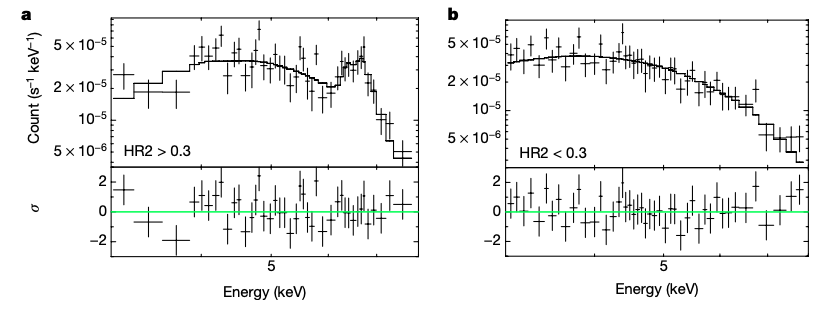 a
b
Count (s⁻¹ keV⁻¹)
5 × 10⁻⁵
2 × 10⁻⁵
10⁻⁵
5 × 10⁻⁶
HR2 > 0.3
5 × 10⁻⁵
2 × 10⁻⁵
10⁻⁵
5 × 10⁻⁶
HR2 < 0.3
σ
2
0
−2
5
Energy (keV)
2
0
−2
5
Energy (keV)